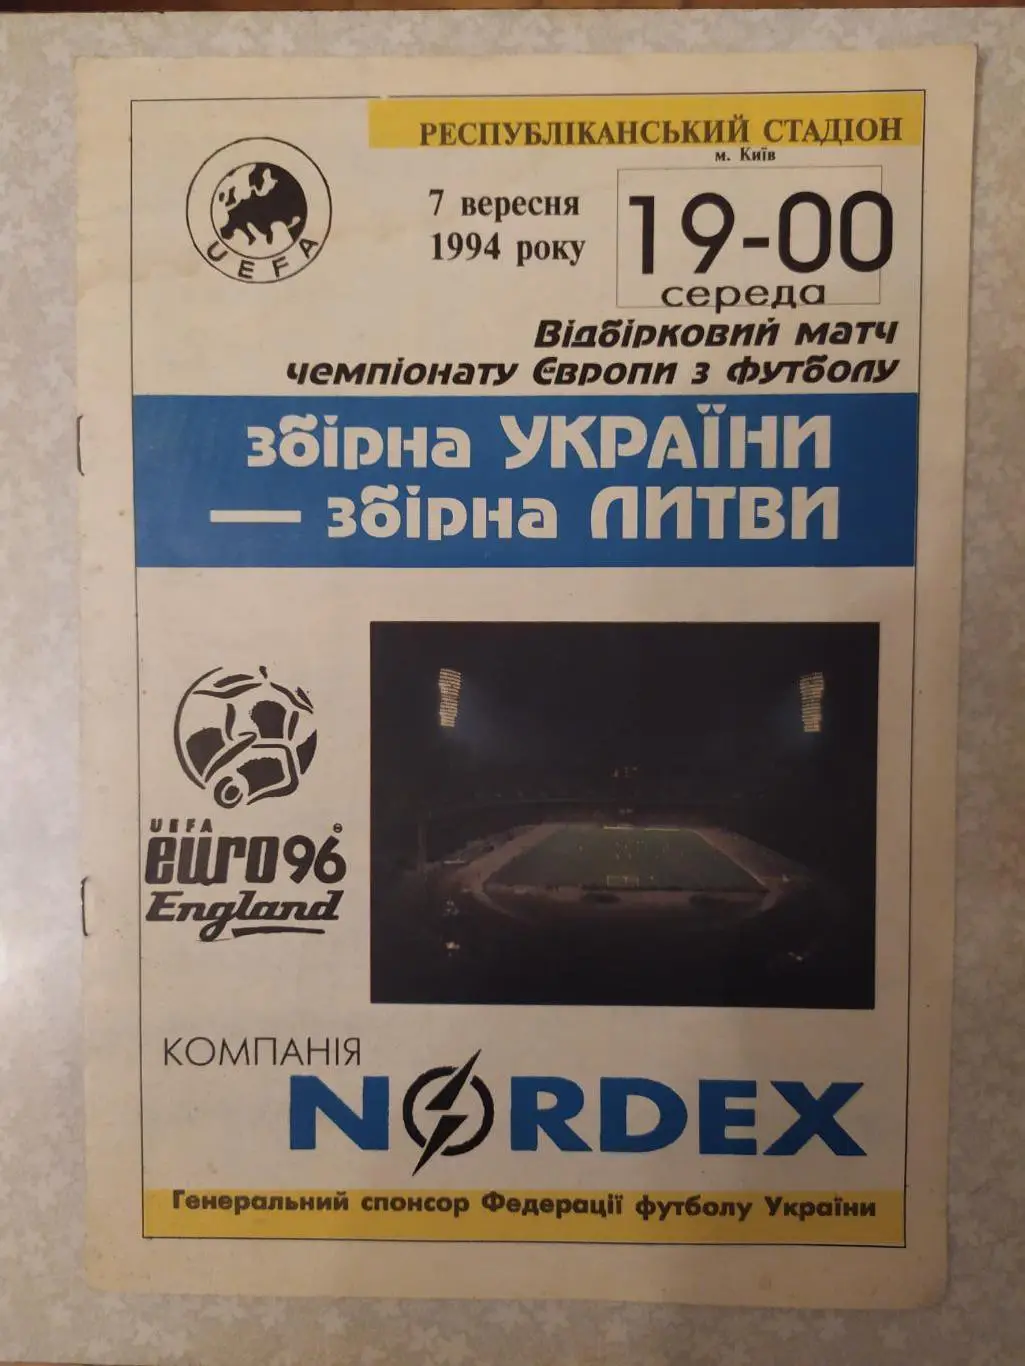 РЕСПУБЛІКАНСЬКИЙ СТАДІОН
м. Київ
UEFA
7 вересня
1994 року
19-00
середа
Відбірковий матч
чемпіонату Європи з футболу
збірна УКРАЇНИ
— збірна ЛИТВИ
UEFA
euro96
England
КОМПАНІЯ
NORDEX
Генеральний спонсор Федерації футболу України